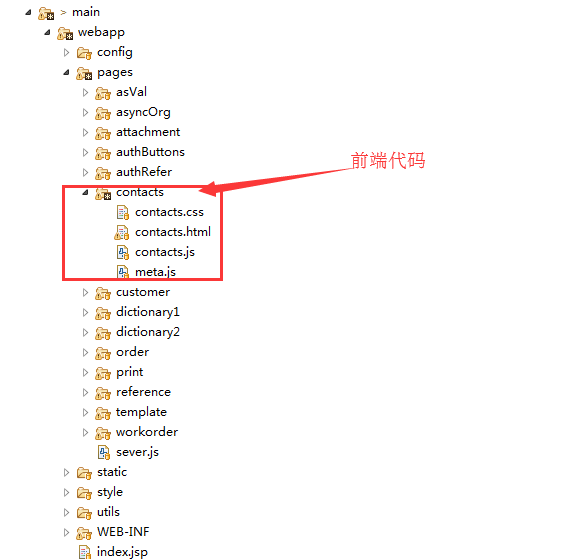 > main
webapp
config
pages
asVal
asyncOrg
attachment
authButtons
前端代码
authRefer
contacts
contacts.css
contacts.html
contacts.js
meta.js
customer
dictionary1
dictionary2
order
print
reference
template
workorder
sever.js
static
style
utils
WEB-INF
index.jsp